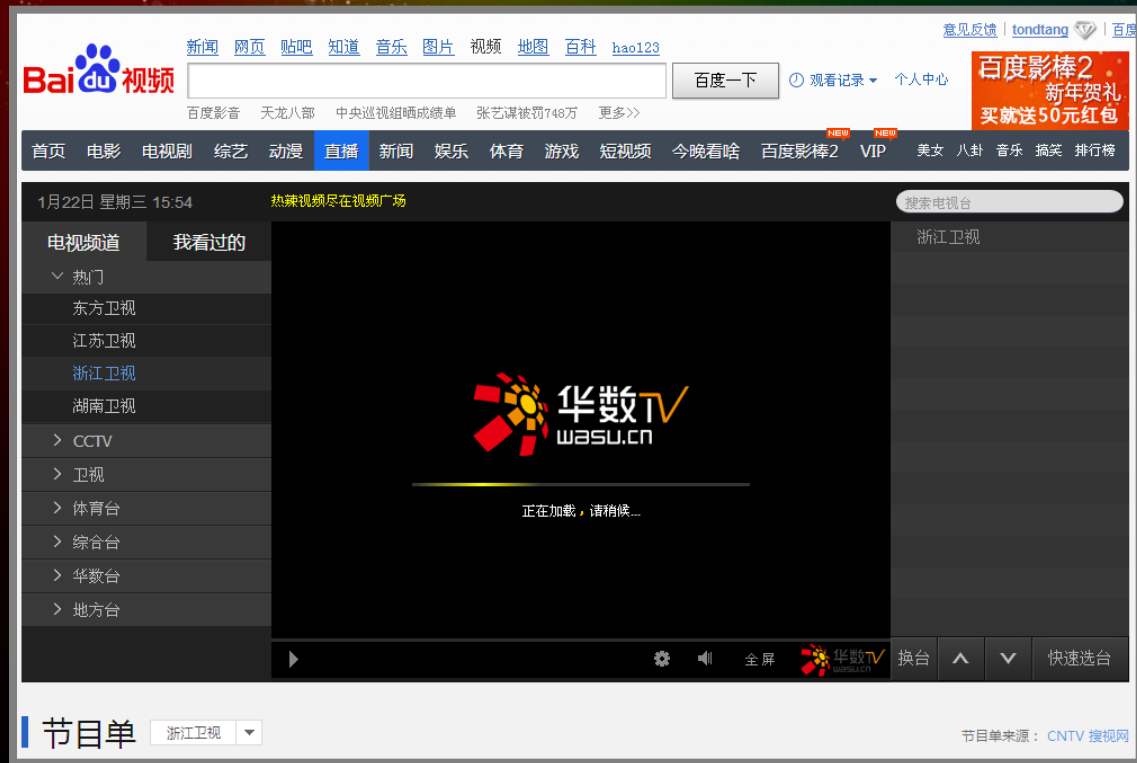 意见反馈 | tondtang | 百度
新闻 网页 贴吧 知道 音乐 图片 视频 地图 百科 hao123
Bai du 视频
百度一下
观看记录 个人中心
百度影棒2
新年贺礼
买就送50元红包
百度影音 天龙八部 中央巡视组晒成绩单 张艺谋被罚748万 更多>>
NEW NEW
首页 电影 电视剧 综艺 动漫 直播 新闻 娱乐 体育 游戏 短视频 今晚看啥 百度影棒2 VIP 美女 八卦 音乐 搞笑 排行榜
1月22日 星期三 15:54
热辣视频尽在视频广场
搜索电视台
电视频道 我看过的
浙江卫视
热门
东方卫视
江苏卫视
浙江卫视
湖南卫视
CCTV
卫视
体育台
综合台
华数台
地方台
华数TV
wasu.cn
正在加载，请稍候...
全屏
华数TV
wasu.cn
换台
快速选台
节目单
浙江卫视
节目单来源： CNTV 搜视网